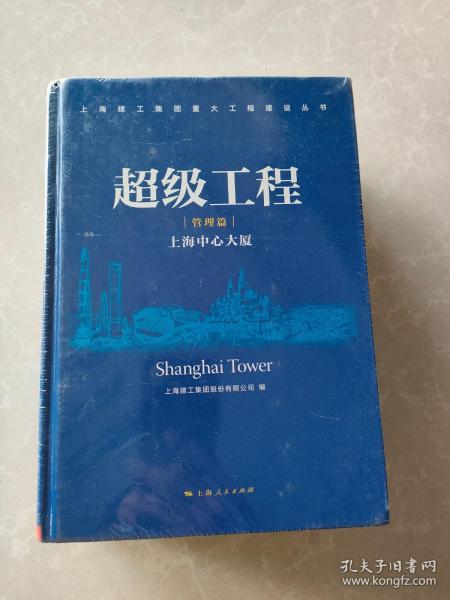 上海建工集团重大工程建设丛书
超级工程
管理篇
上海中心大厦
Shanghai Tower
上海建工集团股份有限公司 编
上海人民出版社
孔夫子旧书网
www.kongfz.com